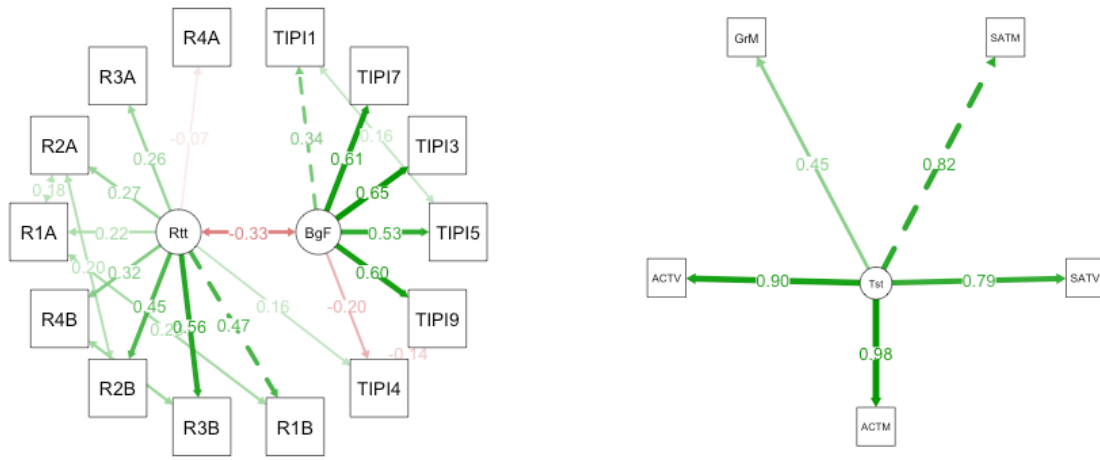 R4A
TIPI1
R3A
TIPI7
-0.07
0.16
0.34
R2A
TIPI3
0.26
0.61
0.27
0.65
0.18
R1A
0.22
Rtt
-0.33
BgF
0.53
TIPI5
0.20
0.32
0.60
R4B
0.45
0.16
-0.20
TIPI9
0.56
0.47
-0.14
R2B
TIPI4
R3B
R1B
GrM
SATM
0.45
0.82
ACTV
0.90
Tst
0.79
SATV
0.98
ACTM